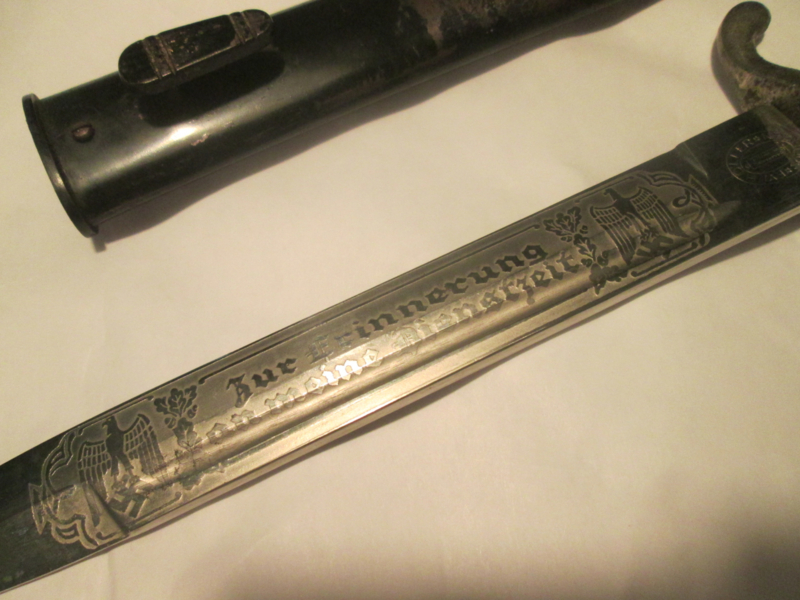 Zur Erinnerung
an meine Dienstzeit